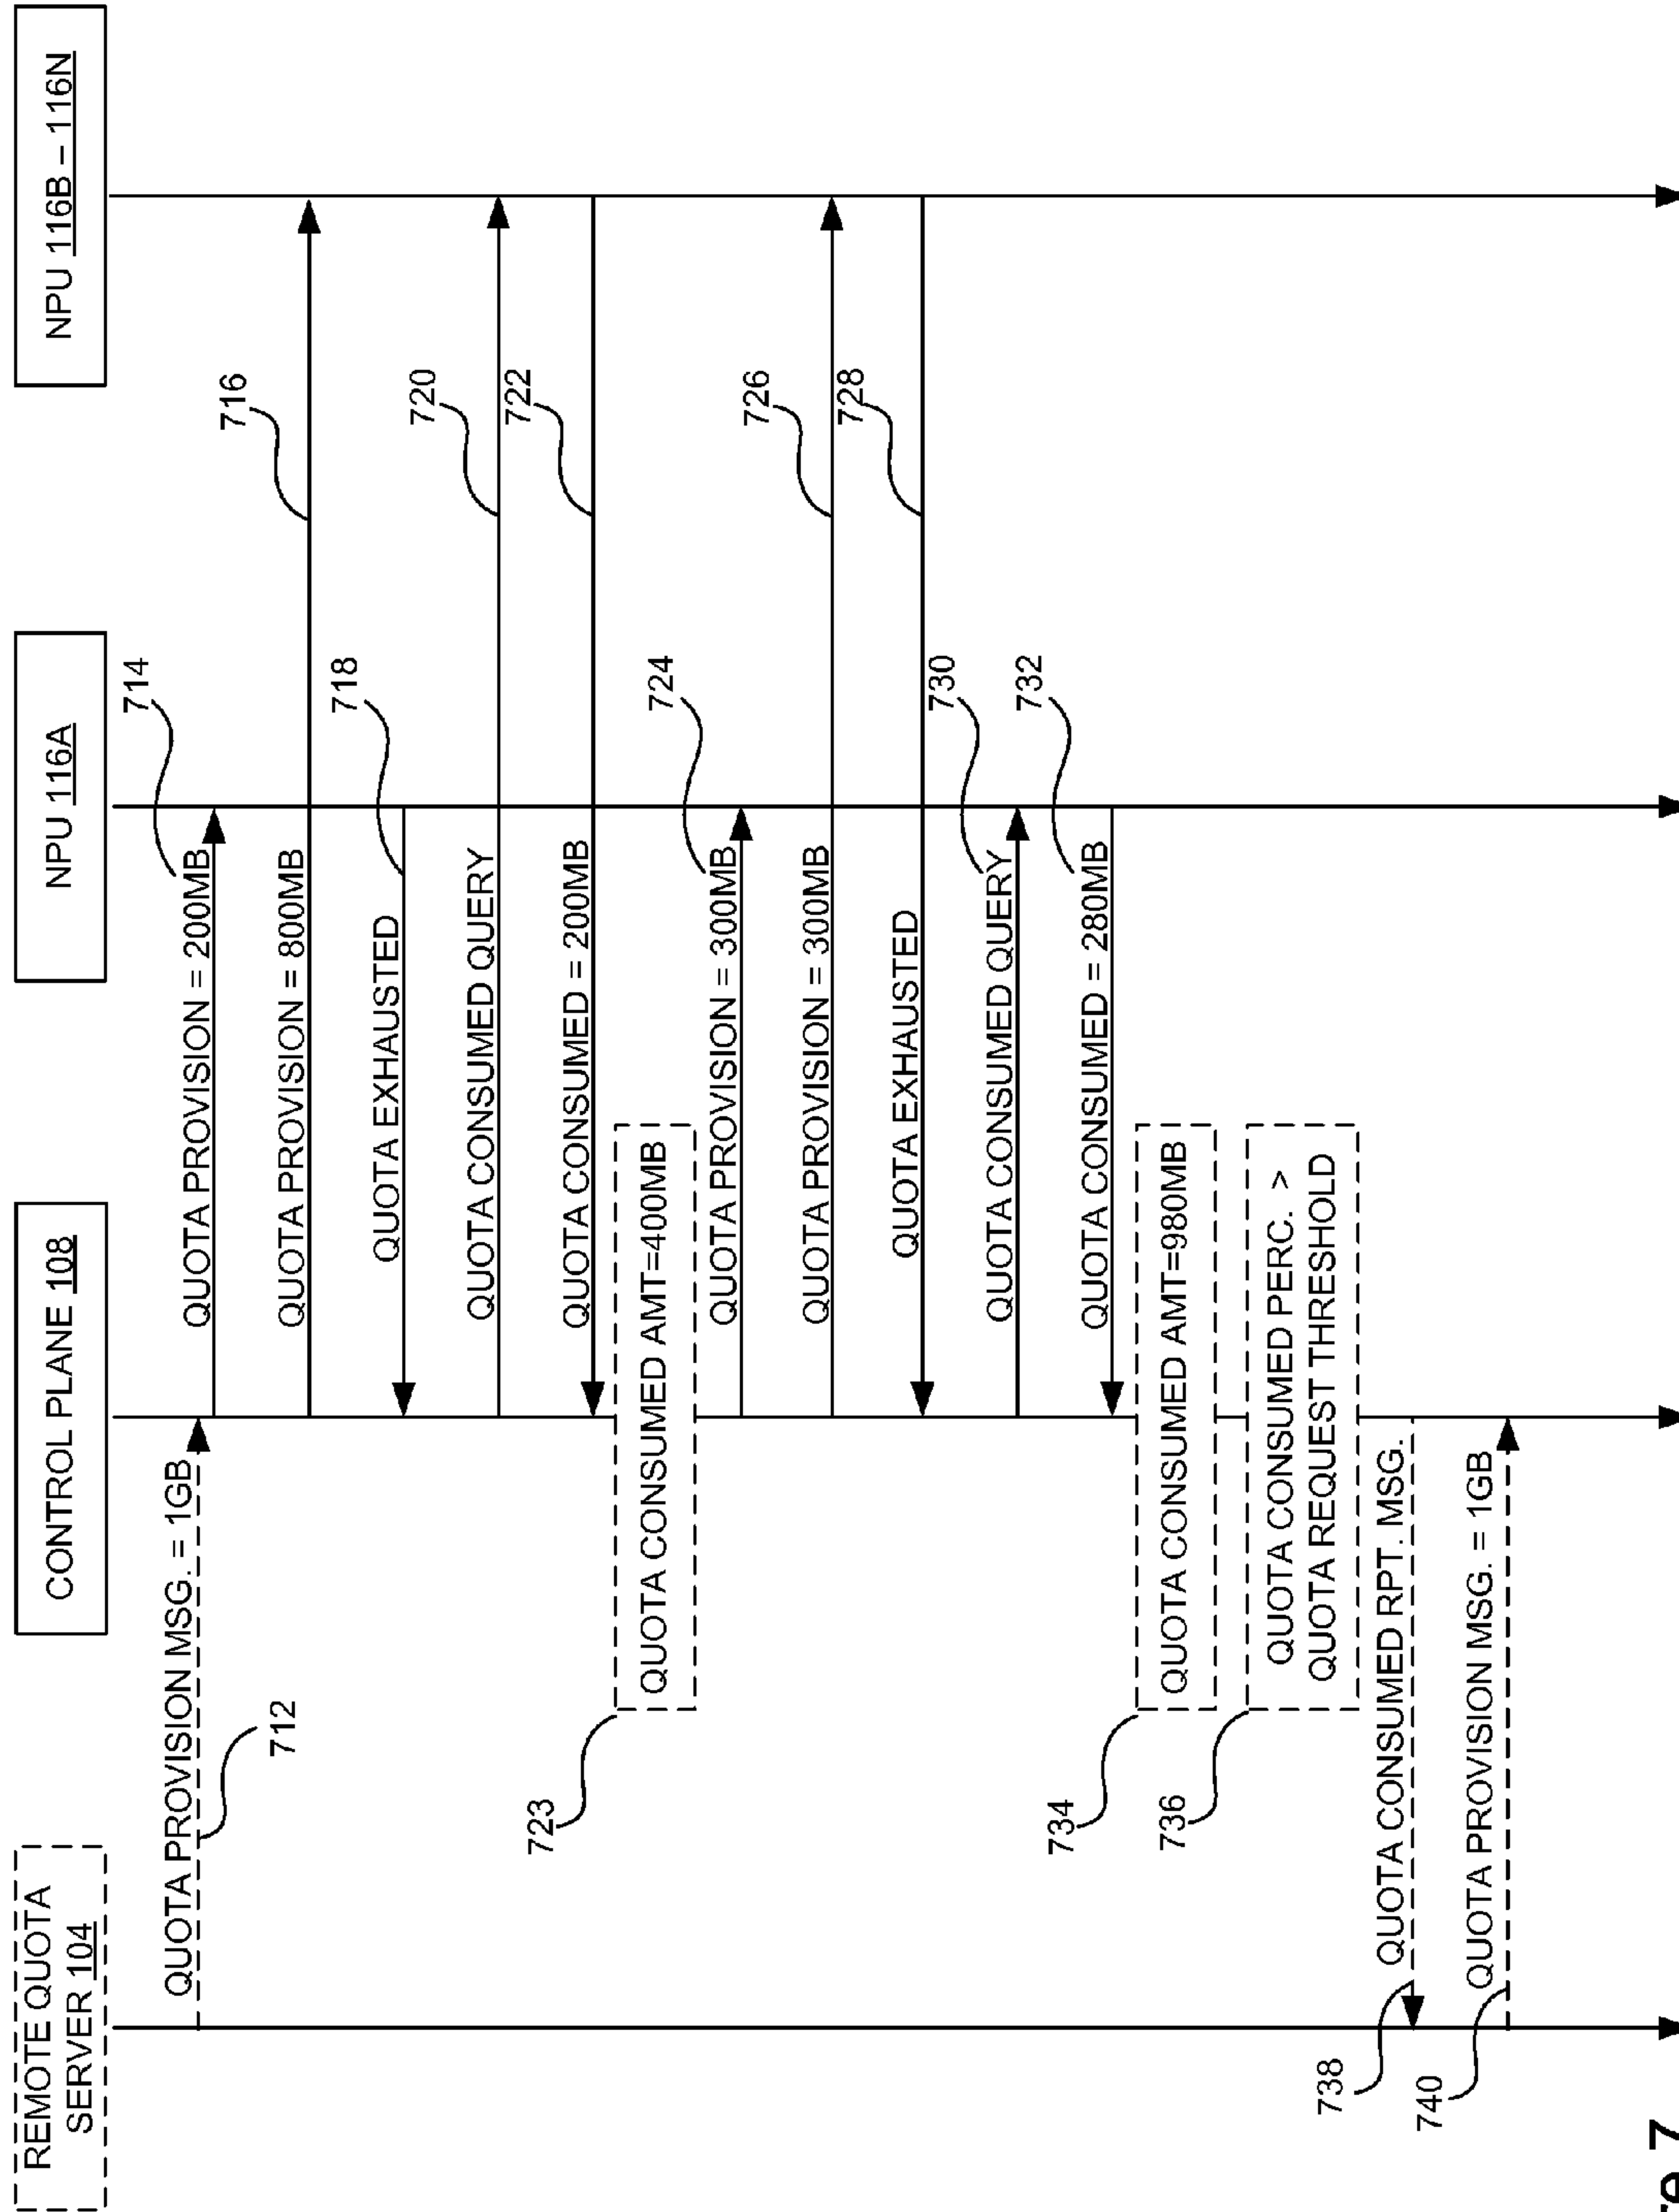 REMOTE QUOTA
SERVER 104
CONTROL PLANE 108
NPU 116A
NPU 116B – 116N
QUOTA PROVISION MSG. = 1GB
712
QUOTA PROVISION = 200MB
714
QUOTA PROVISION = 800MB
716
QUOTA EXHAUSTED
718
QUOTA CONSUMED QUERY
720
QUOTA CONSUMED = 200MB
722
QUOTA CONSUMED AMT=400MB
723
QUOTA PROVISION = 300MB
724
QUOTA PROVISION = 300MB
726
QUOTA EXHAUSTED
728
QUOTA CONSUMED QUERY
730
QUOTA CONSUMED = 280MB
732
QUOTA CONSUMED AMT=980MB
734
QUOTA CONSUMED PERC. >
QUOTA REQUEST THRESHOLD
736
QUOTA CONSUMED RPT. MSG.
738
QUOTA PROVISION MSG. = 1GB
740
re 7